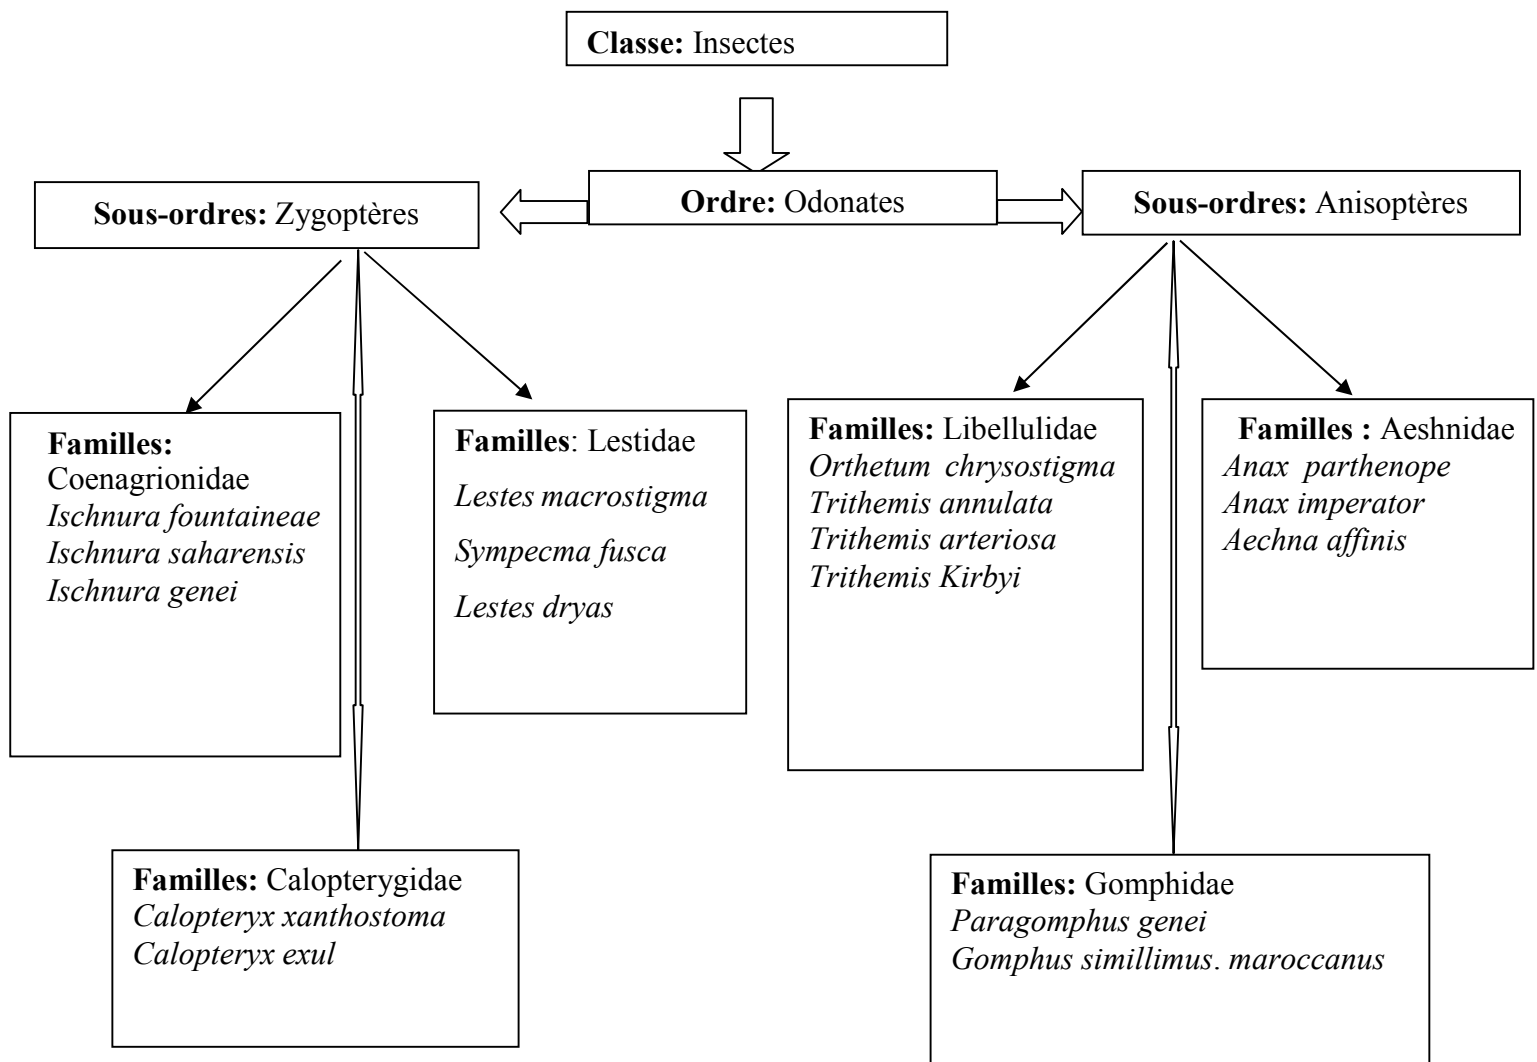 Classe: Insectes
Sous-ordres: Zygoptères
Ordre: Odonates
Sous-ordres: Anisoptères
Familles:
Coenagrionidae
Ischnura fountaineae
Ischnura saharensis
Ischnura genei
Familles: Lestidae
Lestes macrostigma
Sympecma fusca
Lestes dryas
Familles: Libellulidae
Orthetum chrysostigma
Trithemis annulata
Trithemis arteriosa
Trithemis Kirbyi
Familles : Aeshnidae
Anax parthenope
Anax imperator
Aechna affinis
Familles: Calopterygidae
Calopteryx xanthostoma
Calopteryx exul
Familles: Gomphidae
Paragomphus genei
Gomphus simillimus. maroccanus